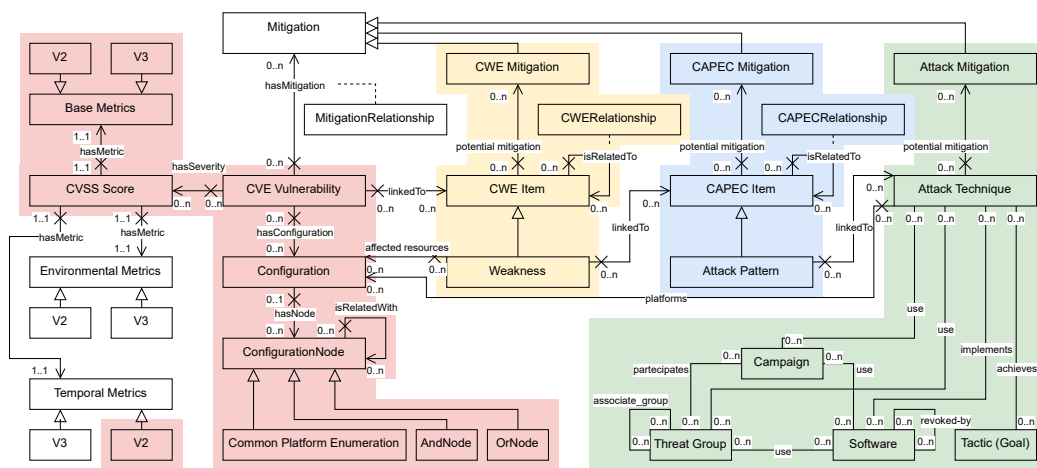 Mitigation
0..n
hasMitigation
MitigationRelationship
0..n
V2
V3
Base Metrics
1..1
hasMetric
1..1
CVSS Score
hasSeverity
0..n
0..n
CVE Vulnerability
0..n
linkedTo
0..n
1..1
hasMetric
1..1
hasMetric
1..1
Environmental Metrics
V2
V3
1..1
Temporal Metrics
V3
V2
0..n
hasConfiguration
0..n
Configuration
0..n
0..n
0..1
hasNode
0..n
isRelatedWith
0..n
ConfigurationNode
0..n
Common Platform Enumeration
AndNode
OrNode
CWE Mitigation
0..n
CWERelationship
potential mitigation
0..n
0..n
isRelatedTo
CWE Item
0..n
affected resources
0..n
Weakness
0..n
linkedTo
0..n
CAPEC Mitigation
0..n
CAPECRelationship
potential mitigation
0..n
0..n
isRelatedTo
CAPEC Item
0..n
Attack Pattern
0..n
linkedTo
0..n
platforms
0..n
Attack Mitigation
0..n
potential mitigation
0..n
Attack Technique
0..n
0..n
0..n
0..n
use
use
implements
achieves
0..n
0..n
Campaign
0..n
partecipates
use
associate_group
0..n
0..n
0..n
0..n
Threat Group
0..n
use
0..n
0..n
0..n
0..n
revoked-by
Software
0..n
0..n
Tactic (Goal)